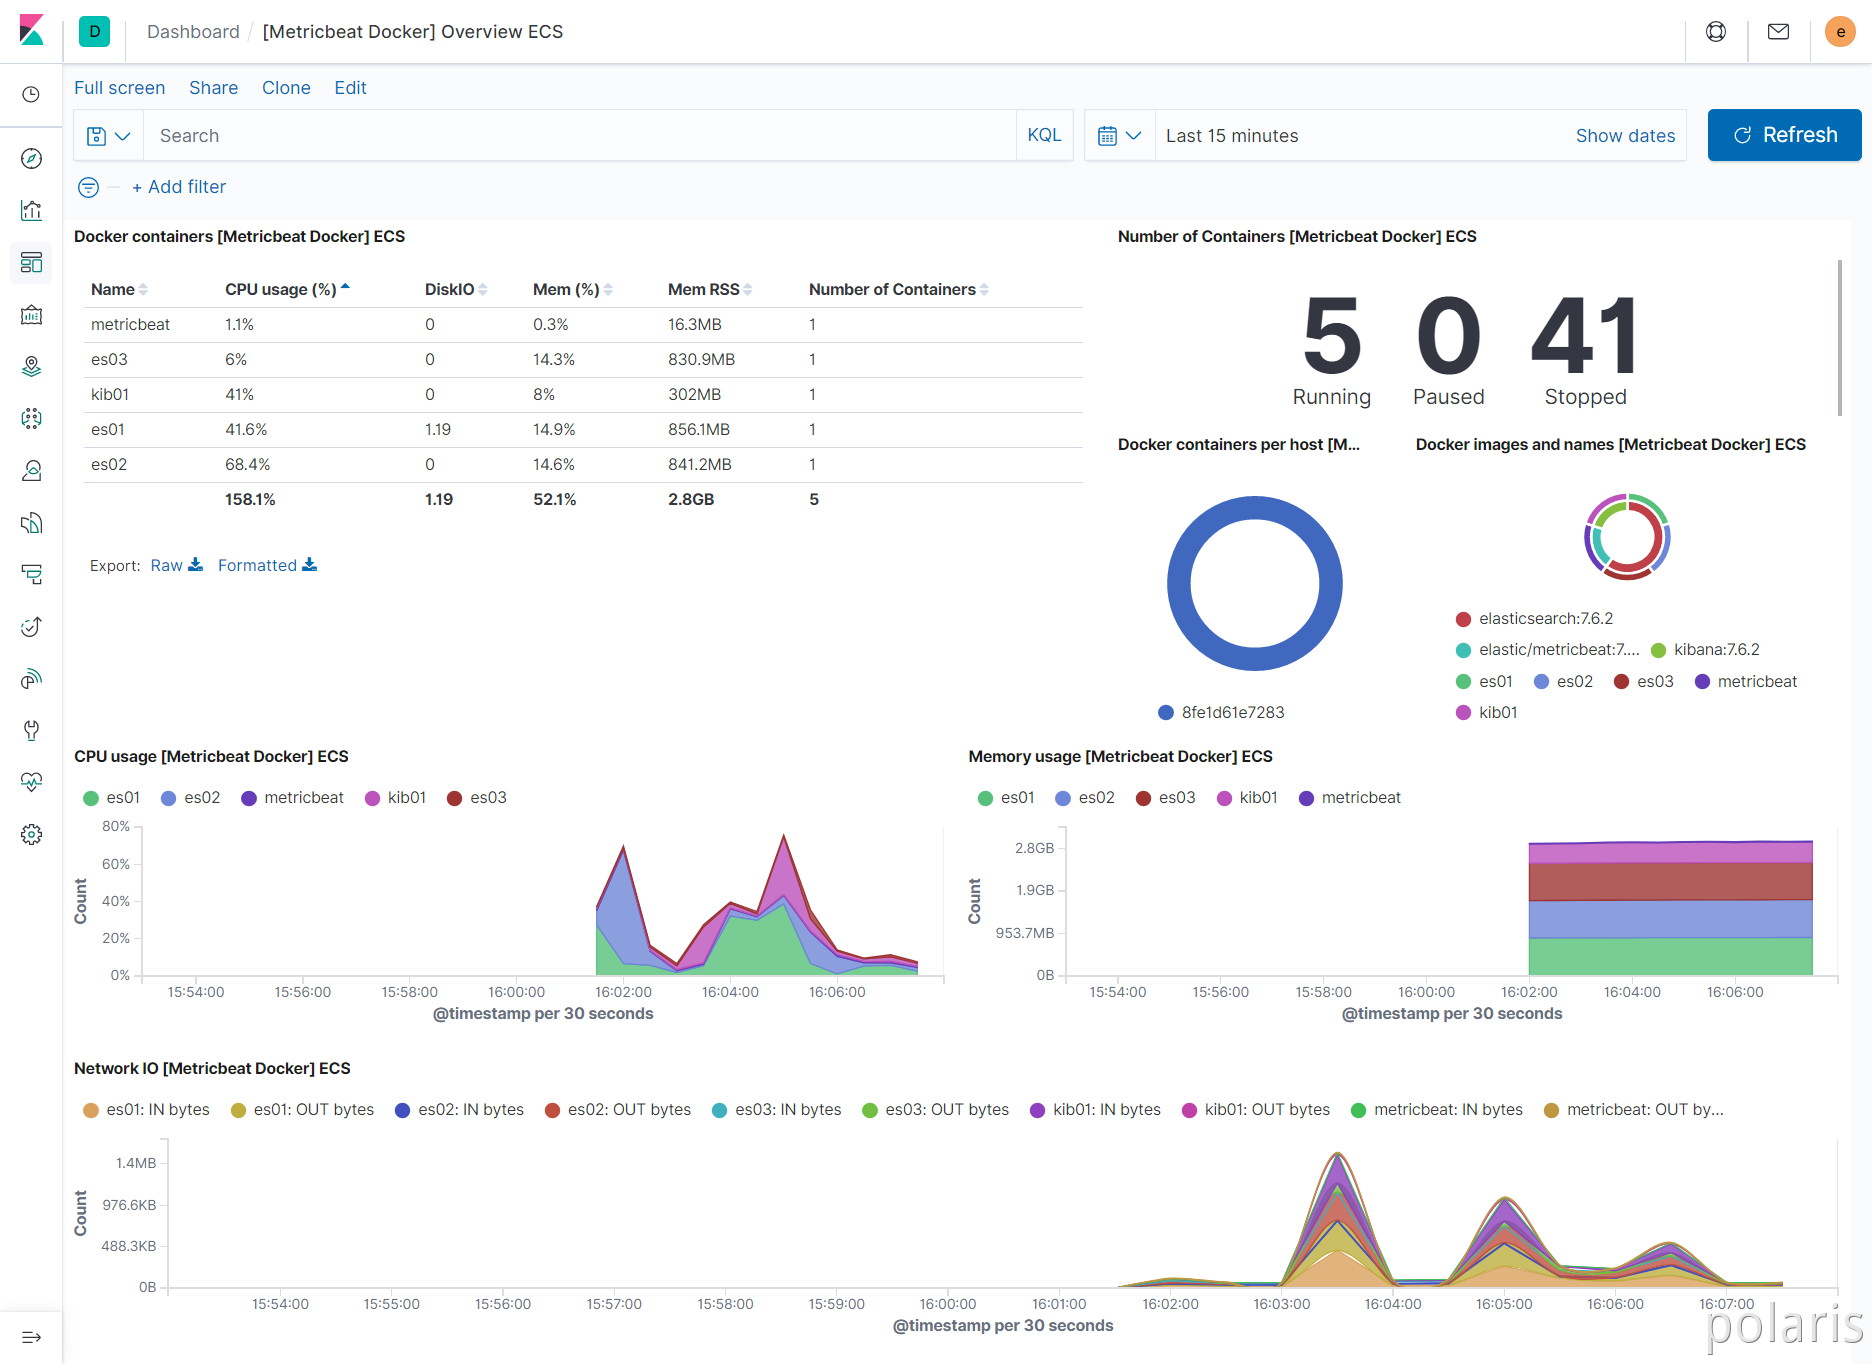 D Dashboard / [Metricbeat Docker] Overview ECS e
Full screen Share Clone Edit
Search KQL Last 15 minutes Show dates Refresh
+ Add filter
Docker containers [Metricbeat Docker] ECS
Name CPU usage (%) DiskIO Mem (%) Mem RSS Number of Containers
metricbeat 1.1% 0 0.3% 16.3MB 1
es03 6% 0 14.3% 830.9MB 1
kib01 41% 0 8% 302MB 1
es01 41.6% 1.19 14.9% 856.1MB 1
es02 68.4% 0 14.6% 841.2MB 1
158.1% 1.19 52.1% 2.8GB 5
Export: Raw Formatted
Number of Containers [Metricbeat Docker] ECS
5 0 41
Running Paused Stopped
Docker containers per host [M...
8fe1d61e7283
Docker images and names [Metricbeat Docker] ECS
elasticsearch:7.6.2
elastic/metricbeat:7.... kibana:7.6.2
es01 es02 es03 metricbeat
kib01
CPU usage [Metricbeat Docker] ECS
es01 es02 metricbeat kib01 es03
80%
60%
40%
20%
0%
Count
15:54:00 15:56:00 15:58:00 16:00:00 16:02:00 16:04:00 16:06:00
@timestamp per 30 seconds
Memory usage [Metricbeat Docker] ECS
es01 es02 es03 kib01 metricbeat
2.8GB
1.9GB
953.7MB
0B
Count
15:54:00 15:56:00 15:58:00 16:00:00 16:02:00 16:04:00 16:06:00
@timestamp per 30 seconds
Network IO [Metricbeat Docker] ECS
es01: IN bytes es01: OUT bytes es02: IN bytes es02: OUT bytes es03: IN bytes es03: OUT bytes kib01: IN bytes kib01: OUT bytes metricbeat: IN bytes metricbeat: OUT by...
1.4MB
976.6KB
488.3KB
0B
Count
15:54:00 15:55:00 15:56:00 15:57:00 15:58:00 15:59:00 16:00:00 16:01:00 16:02:00 16:03:00 16:04:00 16:05:00 16:06:00 16:07:00
@timestamp per 30 seconds
polaris